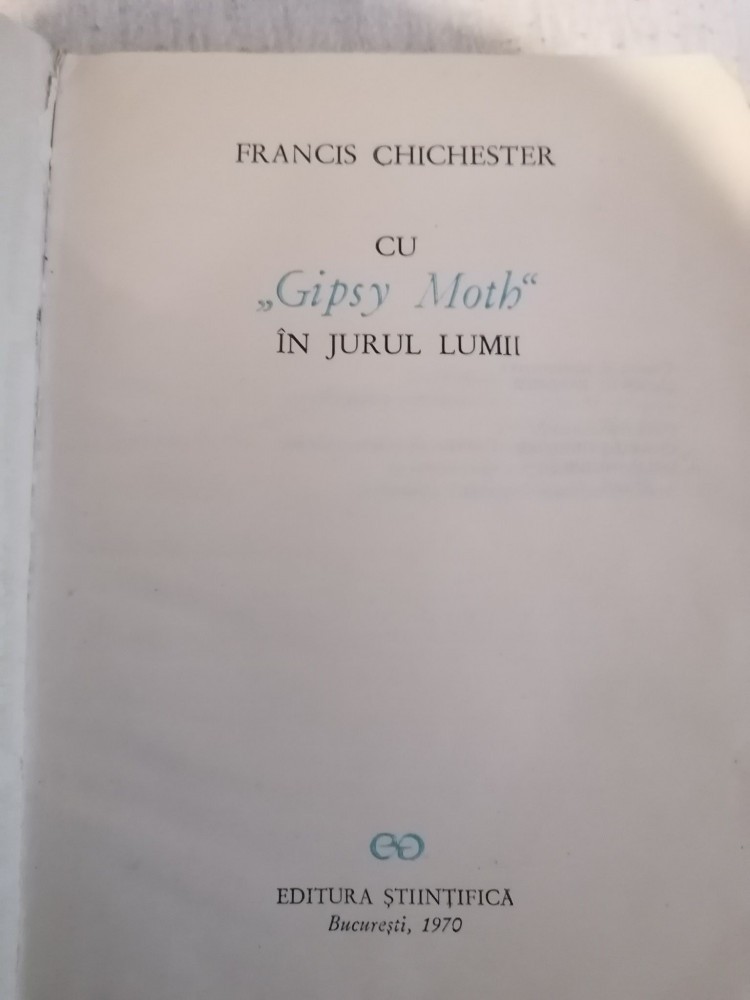 FRANCIS CHICHESTER
CU
„Gipsy Moth“
ÎN JURUL LUMII
EDITURA ȘTIINȚIFICĂ
București, 1970